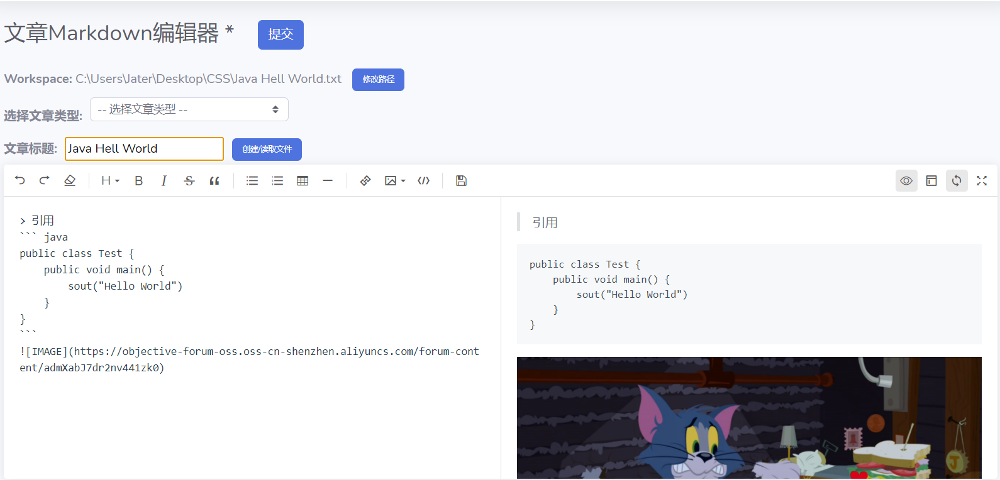 文章Markdown编辑器 * 提交
Workspace: C:\Users\Jater\Desktop\CSS\Java Hell World.txt 修改路径
选择文章类型: -- 选择文章类型 --
文章标题: Java Hell World 创建/读取文件
H B I S
> 引用
``` java
public class Test {
    public void main() {
        sout("Hello World")
    }
}
```
![IMAGE](https://objective-forum-oss.oss-cn-shenzhen.aliyuncs.com/forum-cont
ent/admXabJ7dr2nv441zk0)
引用
public class Test {
    public void main() {
        sout("Hello World")
    }
}
J